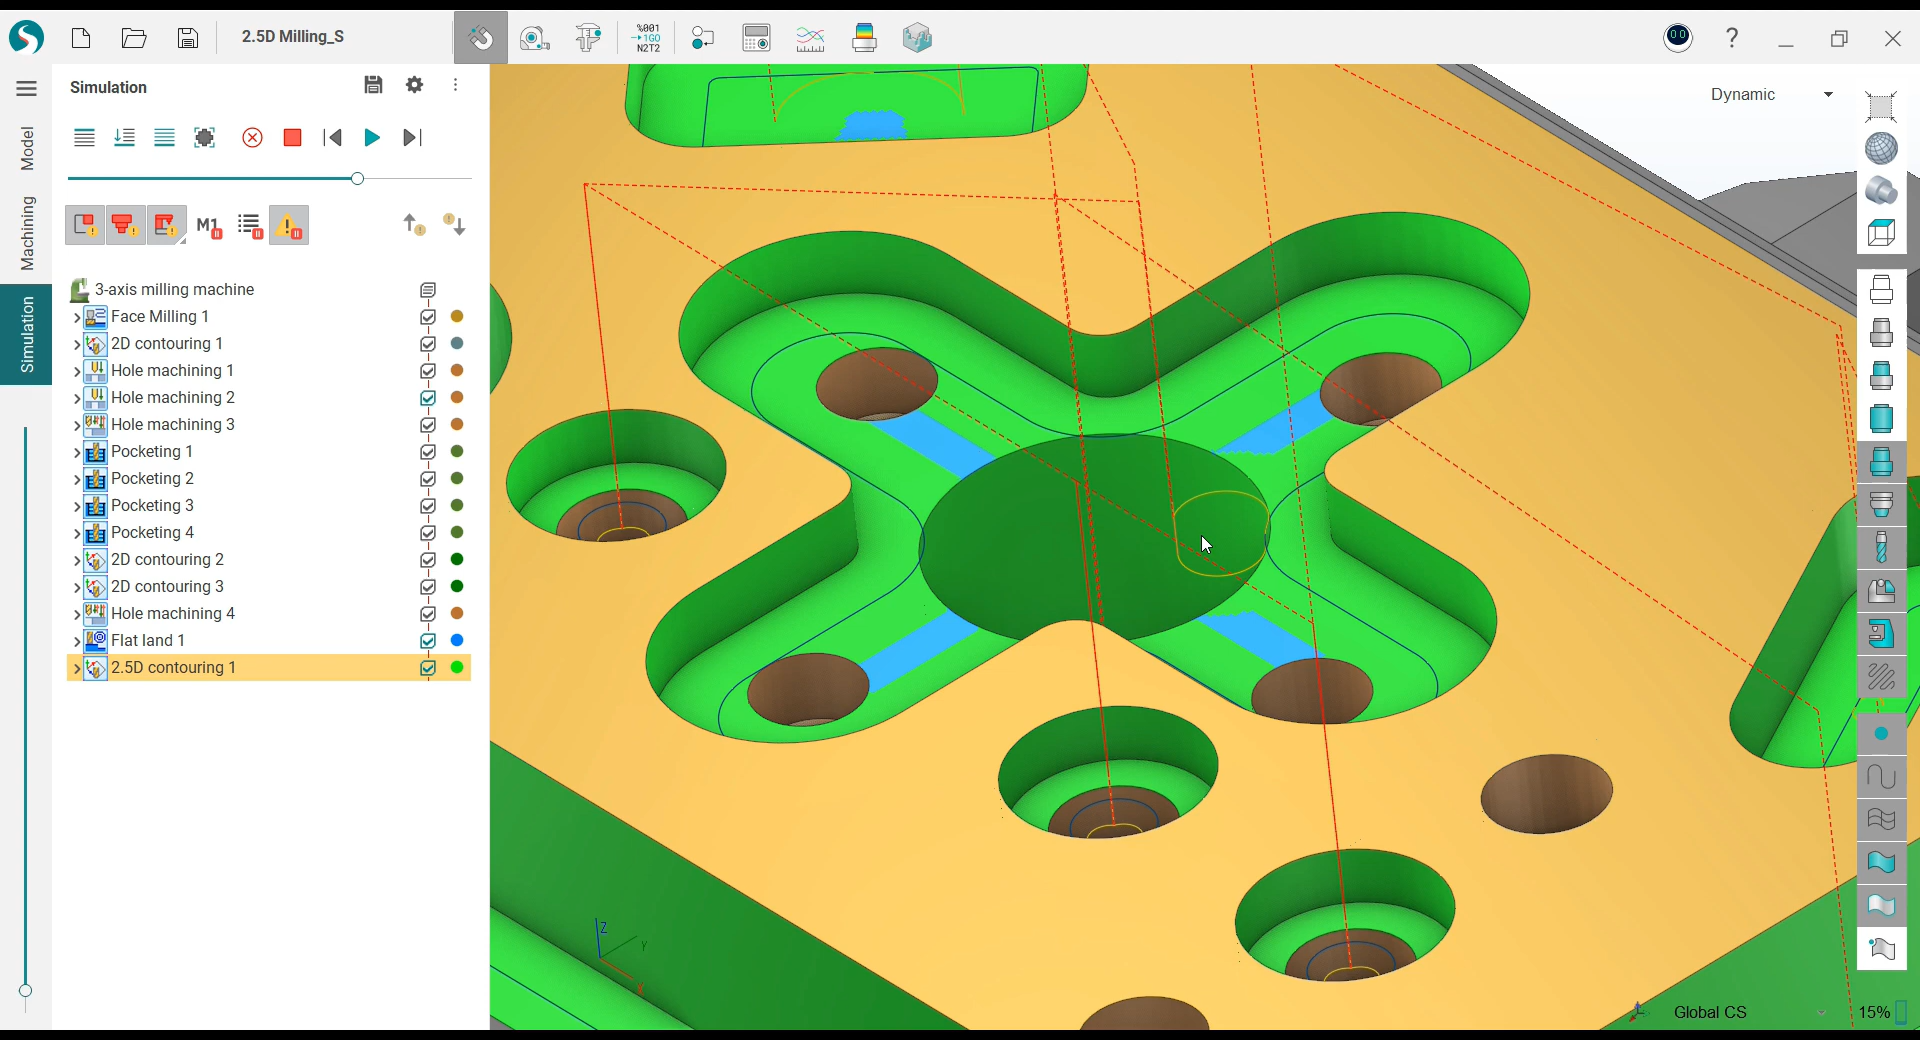 2.5D Milling_S
%001
1G0
N2T2
?
Simulation
Dynamic
Model
Machining
Simulation
M1
3-axis milling machine
Face Milling 1
2D contouring 1
Hole machining 1
Hole machining 2
Hole machining 3
Pocketing 1
Pocketing 2
Pocketing 3
Pocketing 4
2D contouring 2
2D contouring 3
Hole machining 4
Flat land 1
2.5D contouring 1
Z
Y
X
Global CS
15%